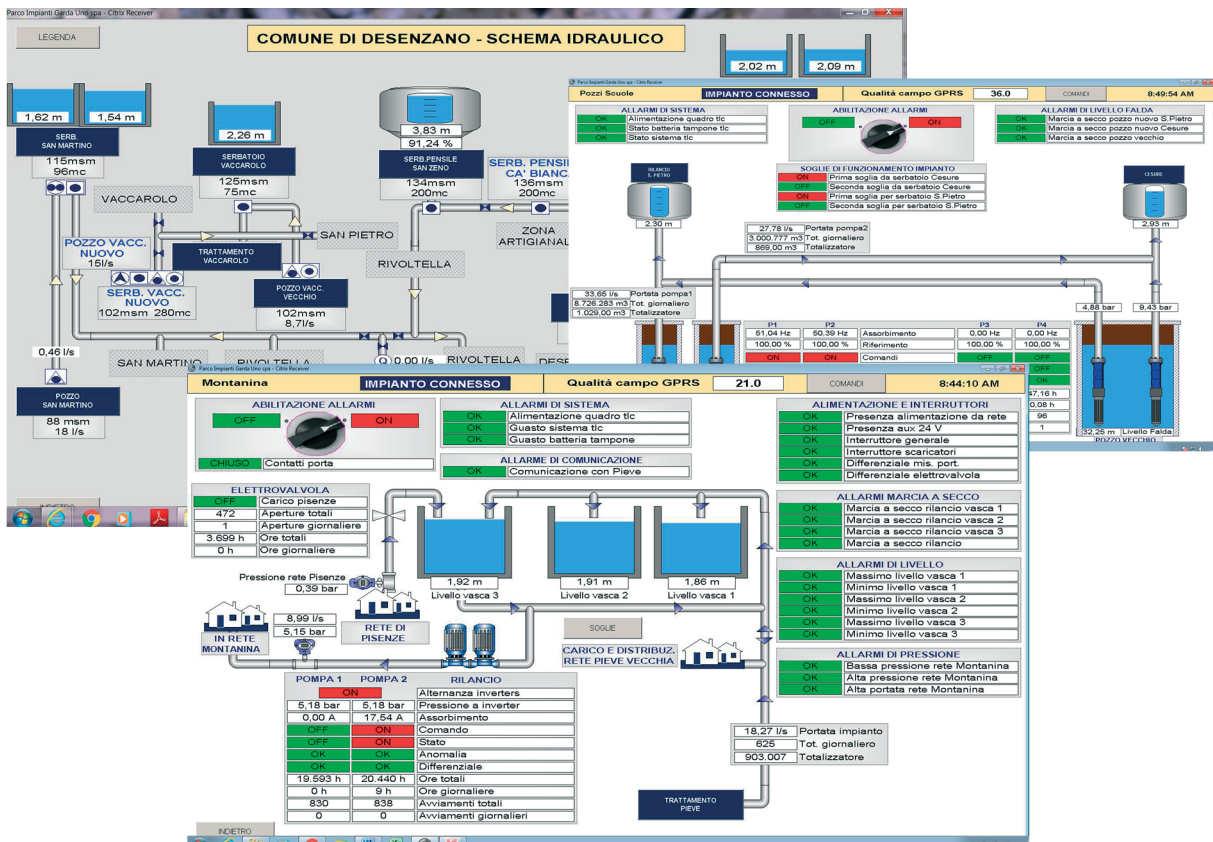 Parco Impianti Garda Uno spa - Citrix Receiver
LEGENDA
COMUNE DI DESENZANO - SCHEMA IDRAULICO
2,02 m
2,09 m
1,62 m
1,54 m
SERB.
SAN MARTINO
115msm
96mc
2,26 m
SERBATOIO
VACCAROLO
125msm
75mc
3,83 m
91,24 %
SERB.PENSILE
SAN ZENO
134msm
200mc
SERB. PENSILE
CA' BIANCA
136msm
200mc
VACCAROLO
SAN PIETRO
ZONA
RIVOLTELLA
POZZO VACC.
NUOVO
15l/s
TRATTAMENTO
VACCAROLO
SERB. VACC.
NUOVO
102msm 280mc
POZZO VACC.
VECCHIO
102msm
8,7l/s
0,46 l/s
SAN MARTINO
RIVOLTELLA
0,00 l/s
RIVOLTELLA
POZZO
SAN MARTINO
88 msm
18 l/s
Parco Impianti Garda Uno spa - Citrix Receiver
Pozzi Scuole
IMPIANTO CONNESSO
Qualità campo GPRS
36.0
COMANDI
8:49:54 AM
ALLARMI DI SISTEMA
OK Alimentazione quadro tlc
OK Stato batteria tampone tlc
OK Stato sistema tlc
ABILITAZIONE ALLARMI
OFF
ON
ALLARMI DI LIVELLO FALDA
OK Marcia a secco pozzo nuovo S.Pietro
OK Marcia a secco pozzo nuovo Cesure
OK Marcia a secco pozzo vecchio
SOGLIE DI FUNZIONAMENTO IMPIANTO
ON Prima soglia da serbatoio Cesure
OFF Seconda soglia da serbatoio Cesure
ON Prima soglia per serbatoio S.Pietro
OFF Seconda soglia per serbatoio S.Pietro
RILANCIO
S. PIETRO
2,30 m
CESURE
2,93 m
27,78 l/s Portata pompa2
3.000.777 m3 Tot. giornaliero
869,00 m3 Totalizzatore
33,65 l/s Portata pompa1
8.726.283 m3 Tot. giornaliero
1.029,00 m3 Totalizzatore
4,88 bar
9,43 bar
P1 P2 P3 P4
51,04 Hz 50,39 Hz Assorbimento 0,00 Hz 0,00 Hz
100,00 % 100,00 % Riferimento 100,00 % 100,00 %
ON ON Comandi OFF OFF
OFF
OK
47,16 h
0,08 h
96
1
32,25 m Livello Falda
POZZO VECCHIO
Parco Impianti Garda Uno spa - Citrix Receiver
Montanina
IMPIANTO CONNESSO
Qualità campo GPRS
21.0
COMANDI
8:44:10 AM
ABILITAZIONE ALLARMI
OFF
ON
CHIUSO Contatti porta
ALLARMI DI SISTEMA
OK Alimentazione quadro tlc
OK Guasto sistema tlc
OK Guasto batteria tampone
ALLARME DI COMUNICAZIONE
OK Comunicazione con Pieve
ALIMENTAZIONE E INTERRUTTORI
OK Presenza alimentazione da rete
OK Presenza aux 24 V
OK Interruttore generale
OK Interruttore scaricatori
OK Differenziale mis. port.
OK Differenziale elettrovalvola
ELETTROVALVOLA
OFF Carico pisenze
472 Aperture totali
1 Aperture giornaliere
3.699 h Ore totali
0 h Ore giornaliere
ALLARMI MARCIA A SECCO
OK Marcia a secco rilancio vasca 1
OK Marcia a secco rilancio vasca 2
OK Marcia a secco rilancio vasca 3
OK Marcia a secco rilancio
ALLARMI DI LIVELLO
OK Massimo livello vasca 1
OK Minimo livello vasca 1
OK Massimo livello vasca 2
OK Minimo livello vasca 2
OK Massimo livello vasca 3
OK Minimo livello vasca 3
ALLARMI DI PRESSIONE
OK Bassa pressione rete Montanina
OK Alta pressione rete Montanina
OK Alta portata rete Montanina
1,92 m
Livello vasca 3
1,91 m
Livello vasca 2
1,86 m
Livello vasca 1
Pressione rete Pisenze
0,39 bar
8,99 l/s
5,15 bar
IN RETE
MONTANINA
RETE DI
PISENZE
SOGLIE
CARICO E DISTRIBUZ.
RETE PIEVE VECCHIA
POMPA 1 POMPA 2 RILANCIO
ON Alternanza inverters
5,18 bar 5,18 bar Pressione a inverter
0,00 A 17,54 A Assorbimento
OFF ON Comando
OFF ON Stato
OK OK Anomalia
OK OK Differenziale
19.593 h 20.440 h Ore totali
0 h 9 h Ore giornaliere
830 838 Avviamenti totali
0 0 Avviamenti giornalieri
18,27 l/s Portata impianto
625 Tot. giornaliero
903.007 Totalizzatore
TRATTAMENTO
PIEVE
INDIETRO